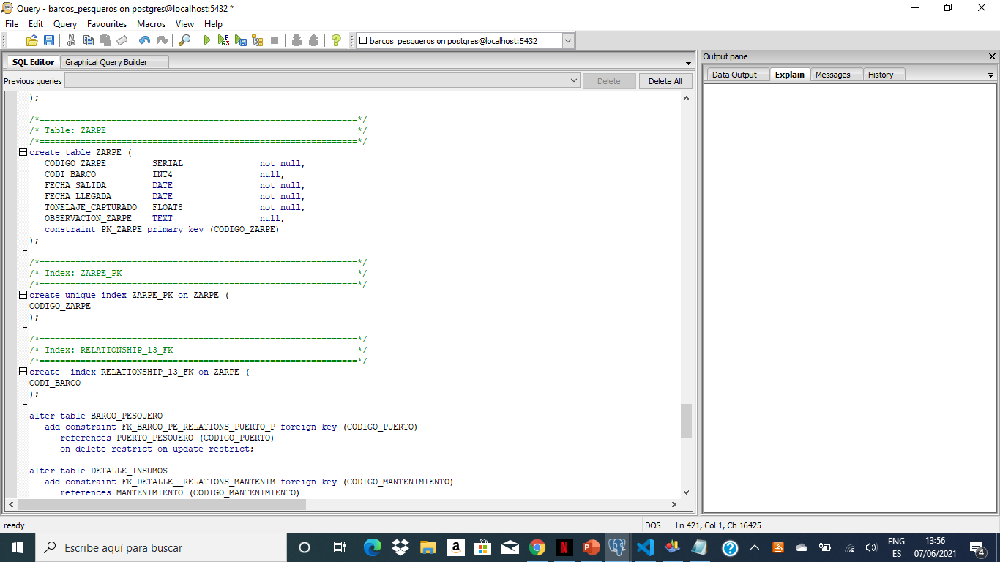 Query - barcos_pesqueros on postgres@localhost:5432 *
File Edit Query Favourites Macros View Help
barcos_pesqueros on postgres@localhost:5432
SQL Editor Graphical Query Builder
Previous queries Delete Delete All
);
/*==============================================================*/
/* Table: ZARPE */
/*==============================================================*/
create table ZARPE (
CODIGO_ZARPE SERIAL not null,
CODI_BARCO INT4 null,
FECHA_SALIDA DATE not null,
FECHA_LLEGADA DATE not null,
TONELAJE_CAPTURADO FLOAT8 not null,
OBSERVACION_ZARPE TEXT null,
constraint PK_ZARPE primary key (CODIGO_ZARPE)
);
/*==============================================================*/
/* Index: ZARPE_PK */
/*==============================================================*/
create unique index ZARPE_PK on ZARPE (
CODIGO_ZARPE
);
/*==============================================================*/
/* Index: RELATIONSHIP_13_FK */
/*==============================================================*/
create  index RELATIONSHIP_13_FK on ZARPE (
CODI_BARCO
);
alter table BARCO_PESQUERO
add constraint FK_BARCO_PE_RELATIONS_PUERTO_P foreign key (CODIGO_PUERTO)
references PUERTO_PESQUERO (CODIGO_PUERTO)
on delete restrict on update restrict;
alter table DETALLE_INSUMOS
add constraint FK_DETALLE__RELATIONS_MANTENIM foreign key (CODIGO_MANTENIMIENTO)
references MANTENIMIENTO (CODIGO_MANTENIMIENTO)
Output pane
Data Output Explain Messages History
ready DOS Ln 421, Col 1, Ch 16425
Escribe aquí para buscar
ENG
ES
13:56
07/06/2021
4